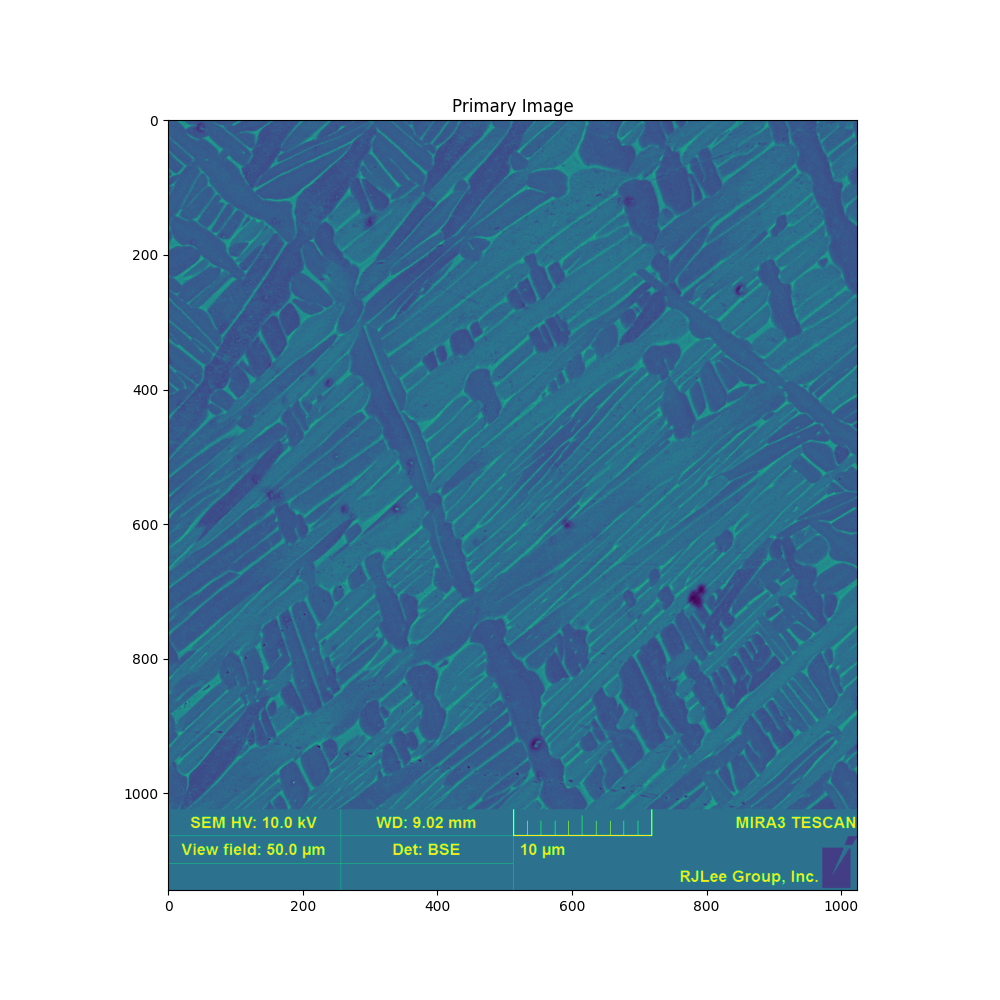 Primary Image
0
200
400
600
800
1000
SEM HV: 10.0 kV WD: 9.02 mm MIRA3 TESCAN
View field: 50.0 µm Det: BSE 10 µm
RJLee Group, Inc.
0 200 400 600 800 1000